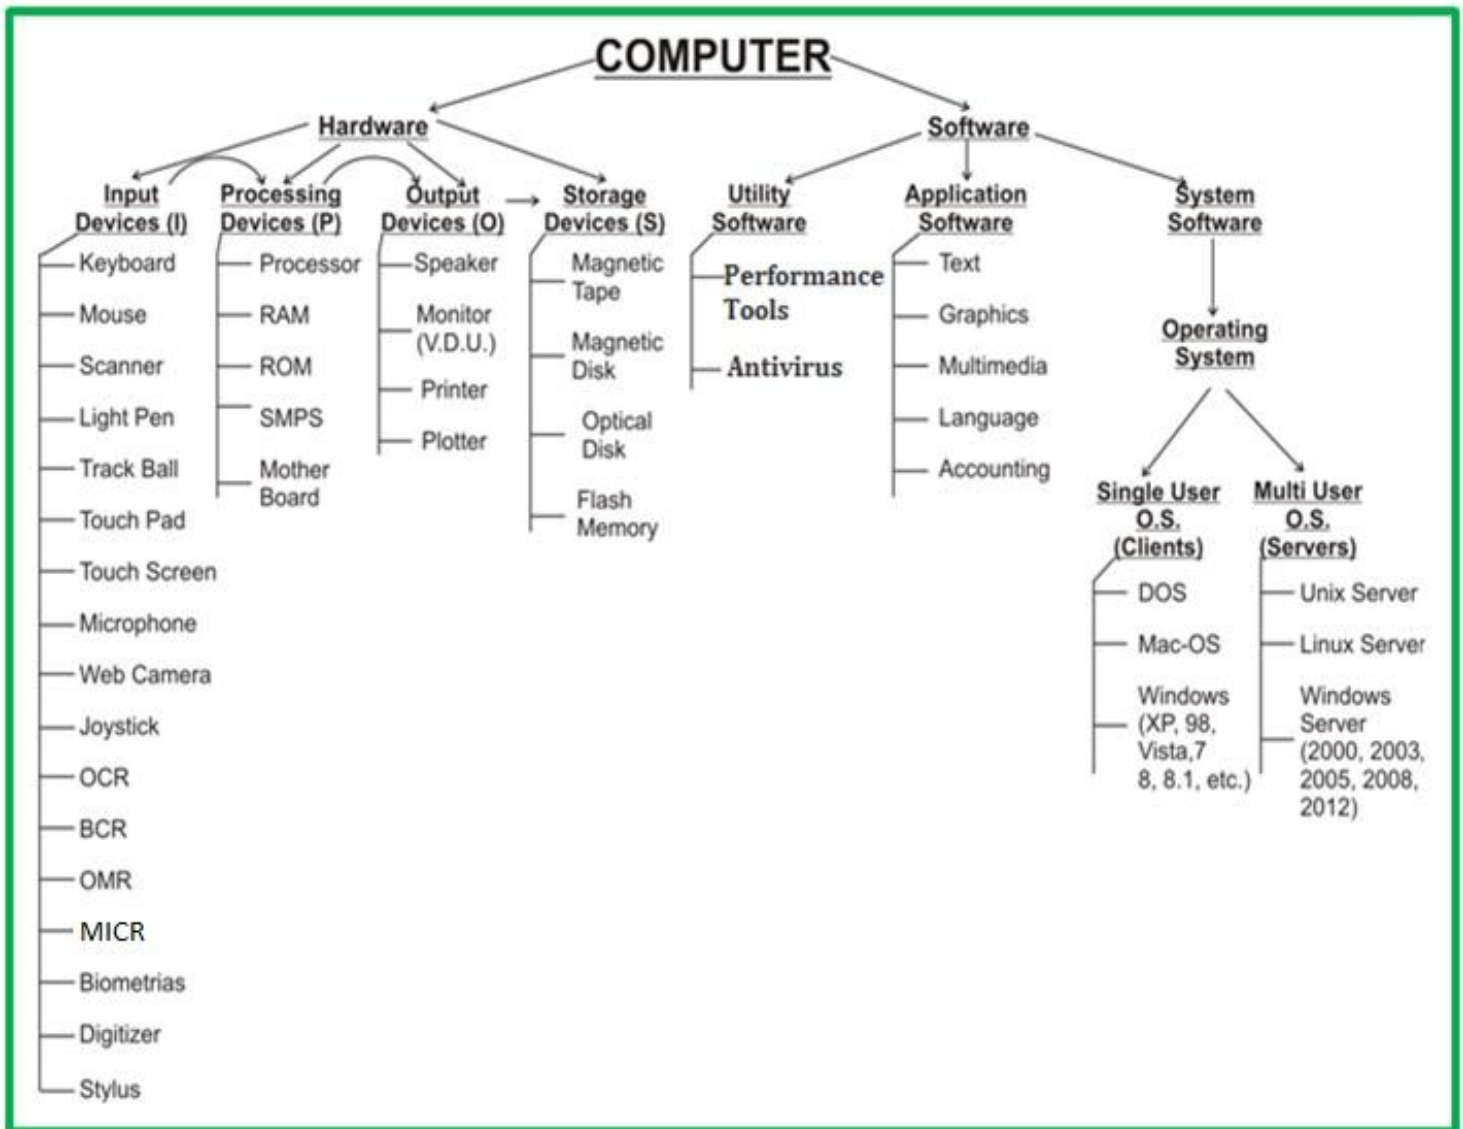 COMPUTER
Hardware
Software
Input
Devices (I)
Processing
Devices (P)
Output
Devices (O)
Storage
Devices (S)
Utility
Software
Application
Software
System
Software
Keyboard
Mouse
Scanner
Light Pen
Track Ball
Touch Pad
Touch Screen
Microphone
Web Camera
Joystick
OCR
BCR
OMR
MICR
Biometrias
Digitizer
Stylus
Processor
RAM
ROM
SMPS
Mother
Board
Speaker
Monitor
(V.D.U.)
Printer
Plotter
Magnetic
Tape
Magnetic
Disk
Optical
Disk
Flash
Memory
Performance
Tools
Antivirus
Text
Graphics
Multimedia
Language
Accounting
Operating
System
Single User
O.S.
(Clients)
DOS
Mac-OS
Windows
(XP, 98,
Vista,7
8, 8.1, etc.)
Multi User
O.S.
(Servers)
Unix Server
Linux Server
Windows
Server
(2000, 2003,
2005, 2008,
2012)